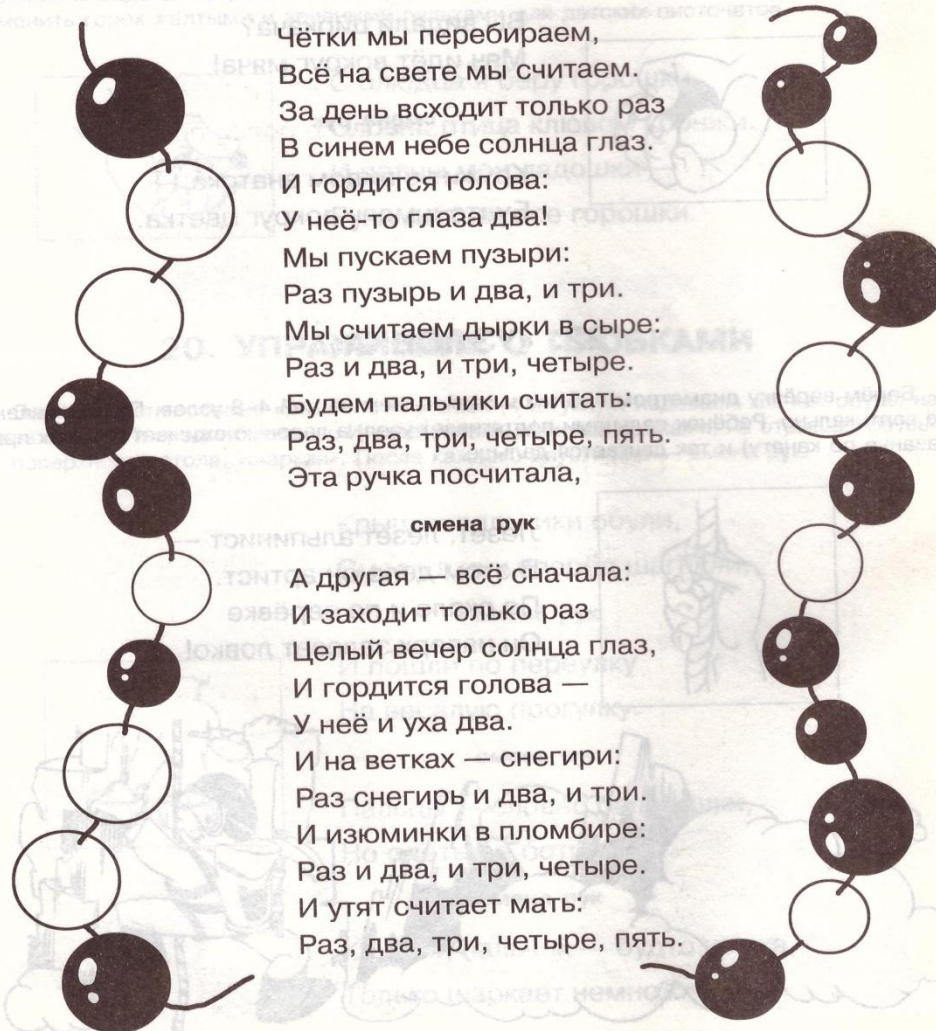 Чётки мы перебираем,
Всё на свете мы считаем.
За день всходит только раз
В синем небе солнца глаз.
И гордится голова:
У неё-то глаза два!
Мы пускаем пузыри:
Раз пузырь и два, и три.
Мы считаем дырки в сыре:
Раз и два, и три, четыре.
Будем пальчики считать:
Раз, два, три, четыре, пять.
Эта ручка посчитала,
смена рук
А другая — всё сначала:
И заходит только раз
Целый вечер солнца глаз,
И гордится голова —
У неё и уха два.
И на ветках — снегири:
Раз снегирь и два, и три.
И изюминки в пломбире:
Раз и два, и три, четыре.
И утят считает мать:
Раз, два, три, четыре, пять.